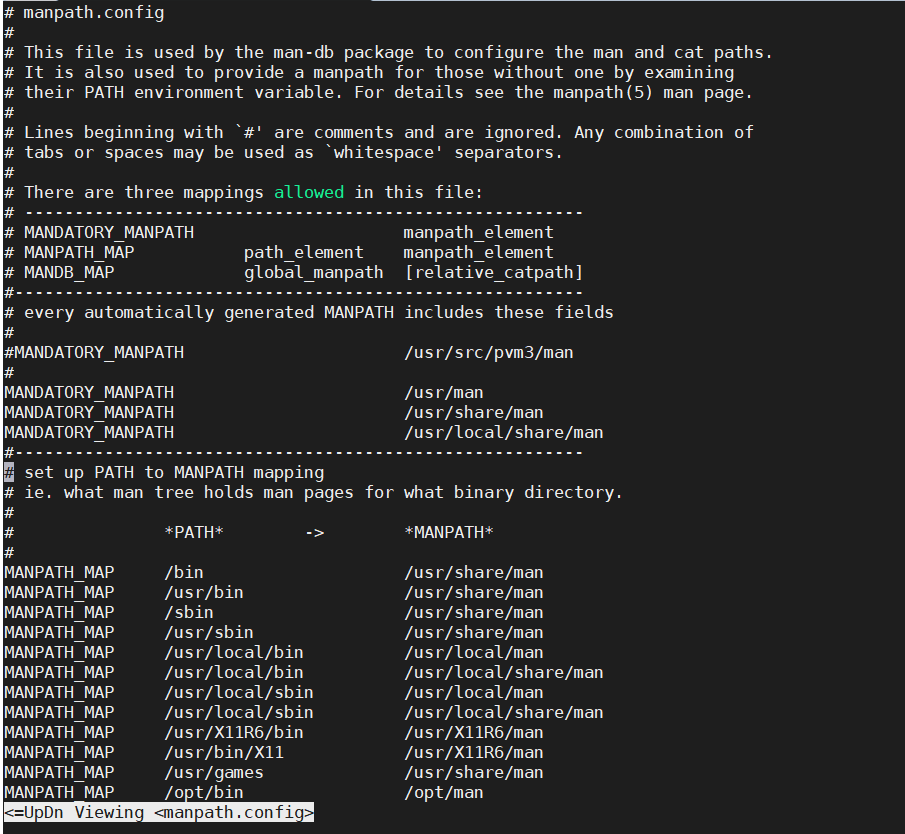 # manpath.config
#
# This file is used by the man-db package to configure the man and cat paths.
# It is also used to provide a manpath for those without one by examining
# their PATH environment variable. For details see the manpath(5) man page.
#
# Lines beginning with `#' are comments and are ignored. Any combination of
# tabs or spaces may be used as `whitespace' separators.
#
# There are three mappings allowed in this file:
# --------------------------------------------------------
# MANDATORY_MANPATH                     manpath_element
# MANPATH_MAP           path_element    manpath_element
# MANDB_MAP             global_manpath  [relative_catpath]
#---------------------------------------------------------
# every automatically generated MANPATH includes these fields
#
#MANDATORY_MANPATH                      /usr/src/pvm3/man
#
MANDATORY_MANPATH                       /usr/man
MANDATORY_MANPATH                       /usr/share/man
MANDATORY_MANPATH                       /usr/local/share/man
#---------------------------------------------------------
# set up PATH to MANPATH mapping
# ie. what man tree holds man pages for what binary directory.
#
#               *PATH*        ->        *MANPATH*
#
MANPATH_MAP     /bin                    /usr/share/man
MANPATH_MAP     /usr/bin                /usr/share/man
MANPATH_MAP     /sbin                   /usr/share/man
MANPATH_MAP     /usr/sbin               /usr/share/man
MANPATH_MAP     /usr/local/bin          /usr/local/man
MANPATH_MAP     /usr/local/bin          /usr/local/share/man
MANPATH_MAP     /usr/local/sbin         /usr/local/man
MANPATH_MAP     /usr/local/sbin         /usr/local/share/man
MANPATH_MAP     /usr/X11R6/bin          /usr/X11R6/man
MANPATH_MAP     /usr/bin/X11            /usr/X11R6/man
MANPATH_MAP     /usr/games              /usr/share/man
MANPATH_MAP     /opt/bin                /opt/man
<=UpDn Viewing <manpath.config>